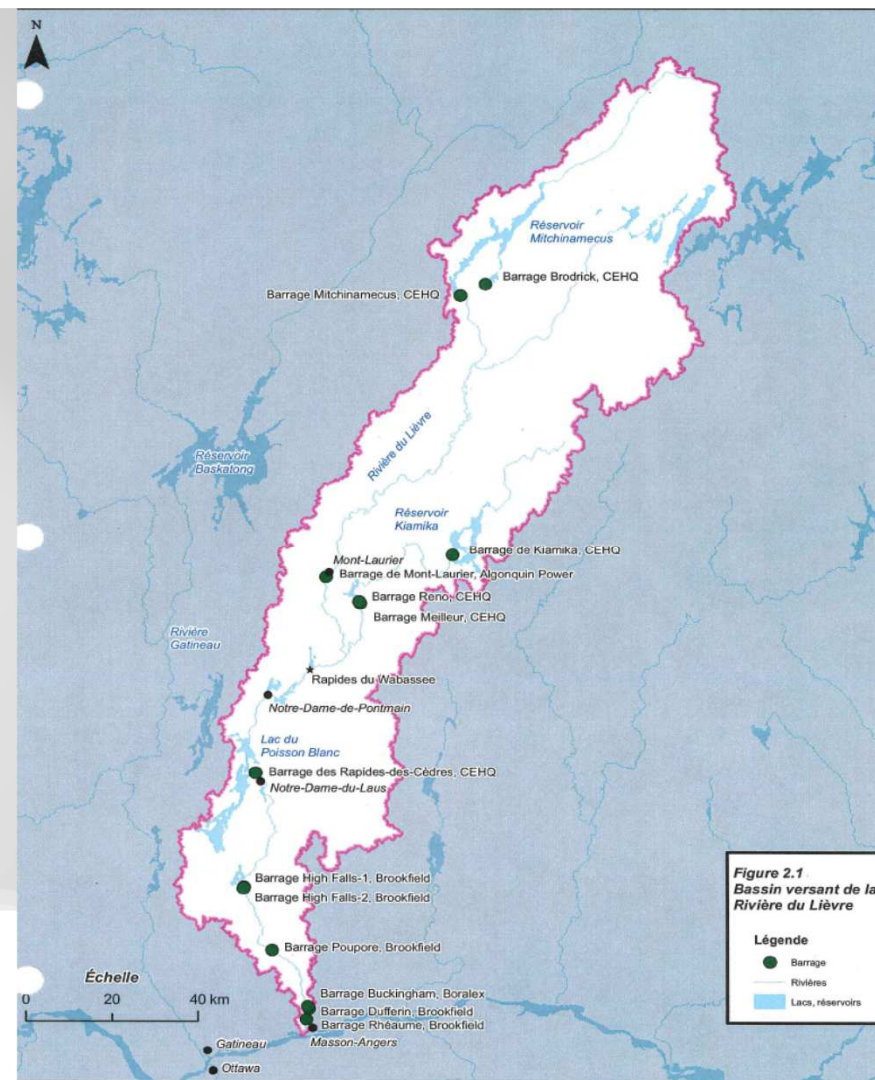 N
Réservoir
Mitchinamecus
Barrage Brodrick, CEHQ
Barrage Mitchinamecus, CEHQ
Rivière du Lièvre
Réservoir
Baskatong
Réservoir
Kiamika
Barrage de Kiamika, CEHQ
Mont-Laurier
Barrage de Mont-Laurier, Algonquin Power
Barrage Reno, CEHQ
Barrage Meilleur, CEHQ
Rivière
Gatineau
Rapides du Wabassee
Notre-Dame-de-Pontmain
Lac du
Poisson Blanc
Barrage des Rapides-des-Cèdres, CEHQ
Notre-Dame-du-Laus
Barrage High Falls-1, Brookfield
Barrage High Falls-2, Brookfield
Barrage Poupore, Brookfield
Barrage Buckingham, Boralex
Barrage Dufferin, Brookfield
Barrage Rhéaume, Brookfield
Masson-Angers
Gatineau
Ottawa
Échelle
0 20 40 km
Figure 2.1
Bassin versant de la
Rivière du Lièvre
Légende
Barrage
Rivières
Lacs, réservoirs